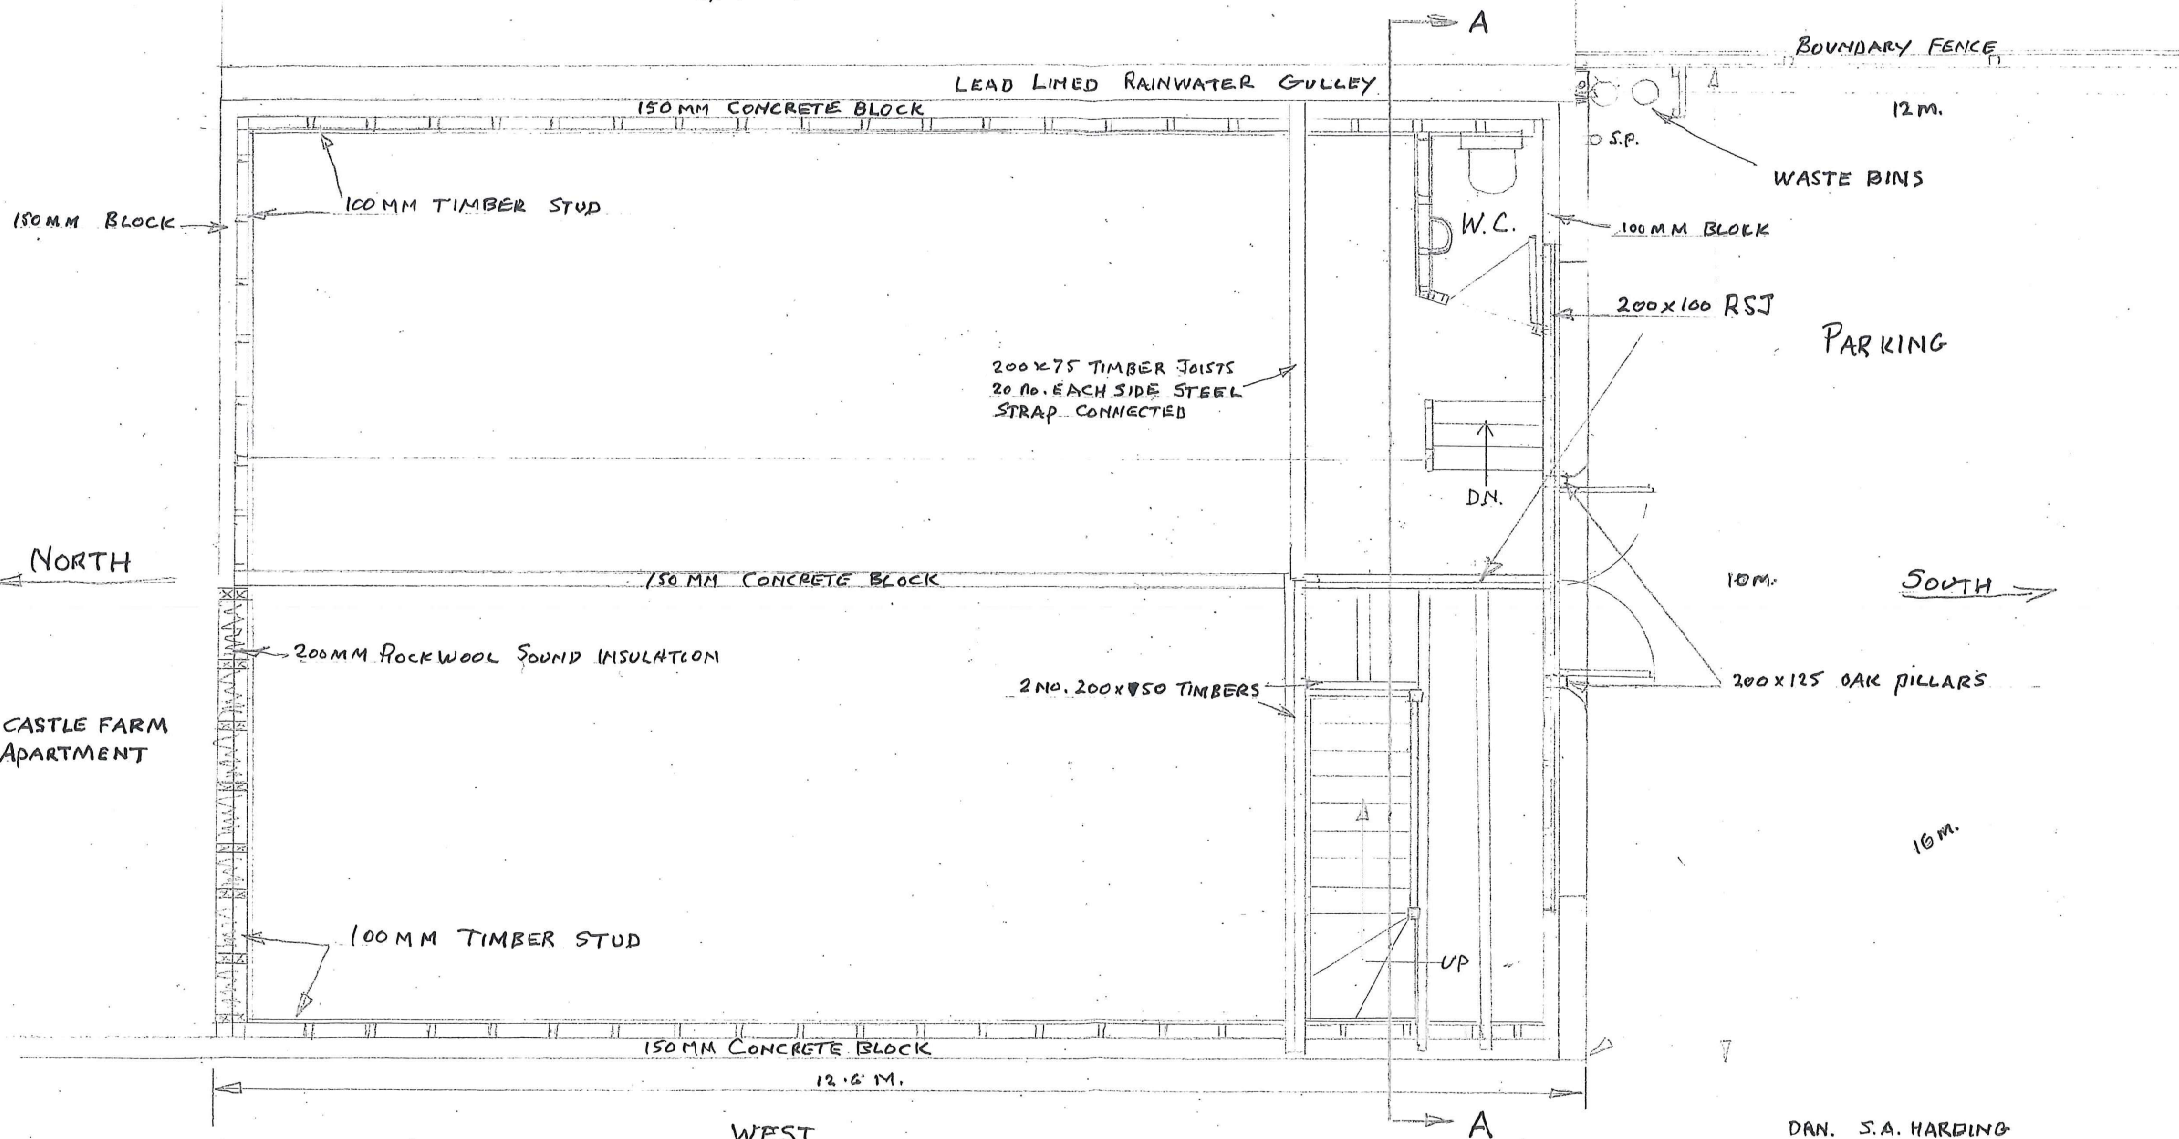 A
BOUNDARY FENCE
LEAD LINED RAINWATER GULLEY
150 MM CONCRETE BLOCK
12 M.
S.P.
WASTE BINS
100 MM TIMBER STUD
150 MM BLOCK
W.C.
100 MM BLOCK
200 x 100 RSJ
PARKING
200 x 75 TIMBER JOISTS
20 No. EACH SIDE STEEL
STRAP CONNECTED
DN.
NORTH
150 MM CONCRETE BLOCK
10 M.
SOUTH
200 MM ROCKWOOL SOUND INSULATION
2 NO. 200 x 150 TIMBERS
200 x 125 OAK PILLARS
CASTLE FARM
APARTMENT
16 M.
100 MM TIMBER STUD
UP
150 MM CONCRETE BLOCK
WEST
A
DRN. S.A. HARDING